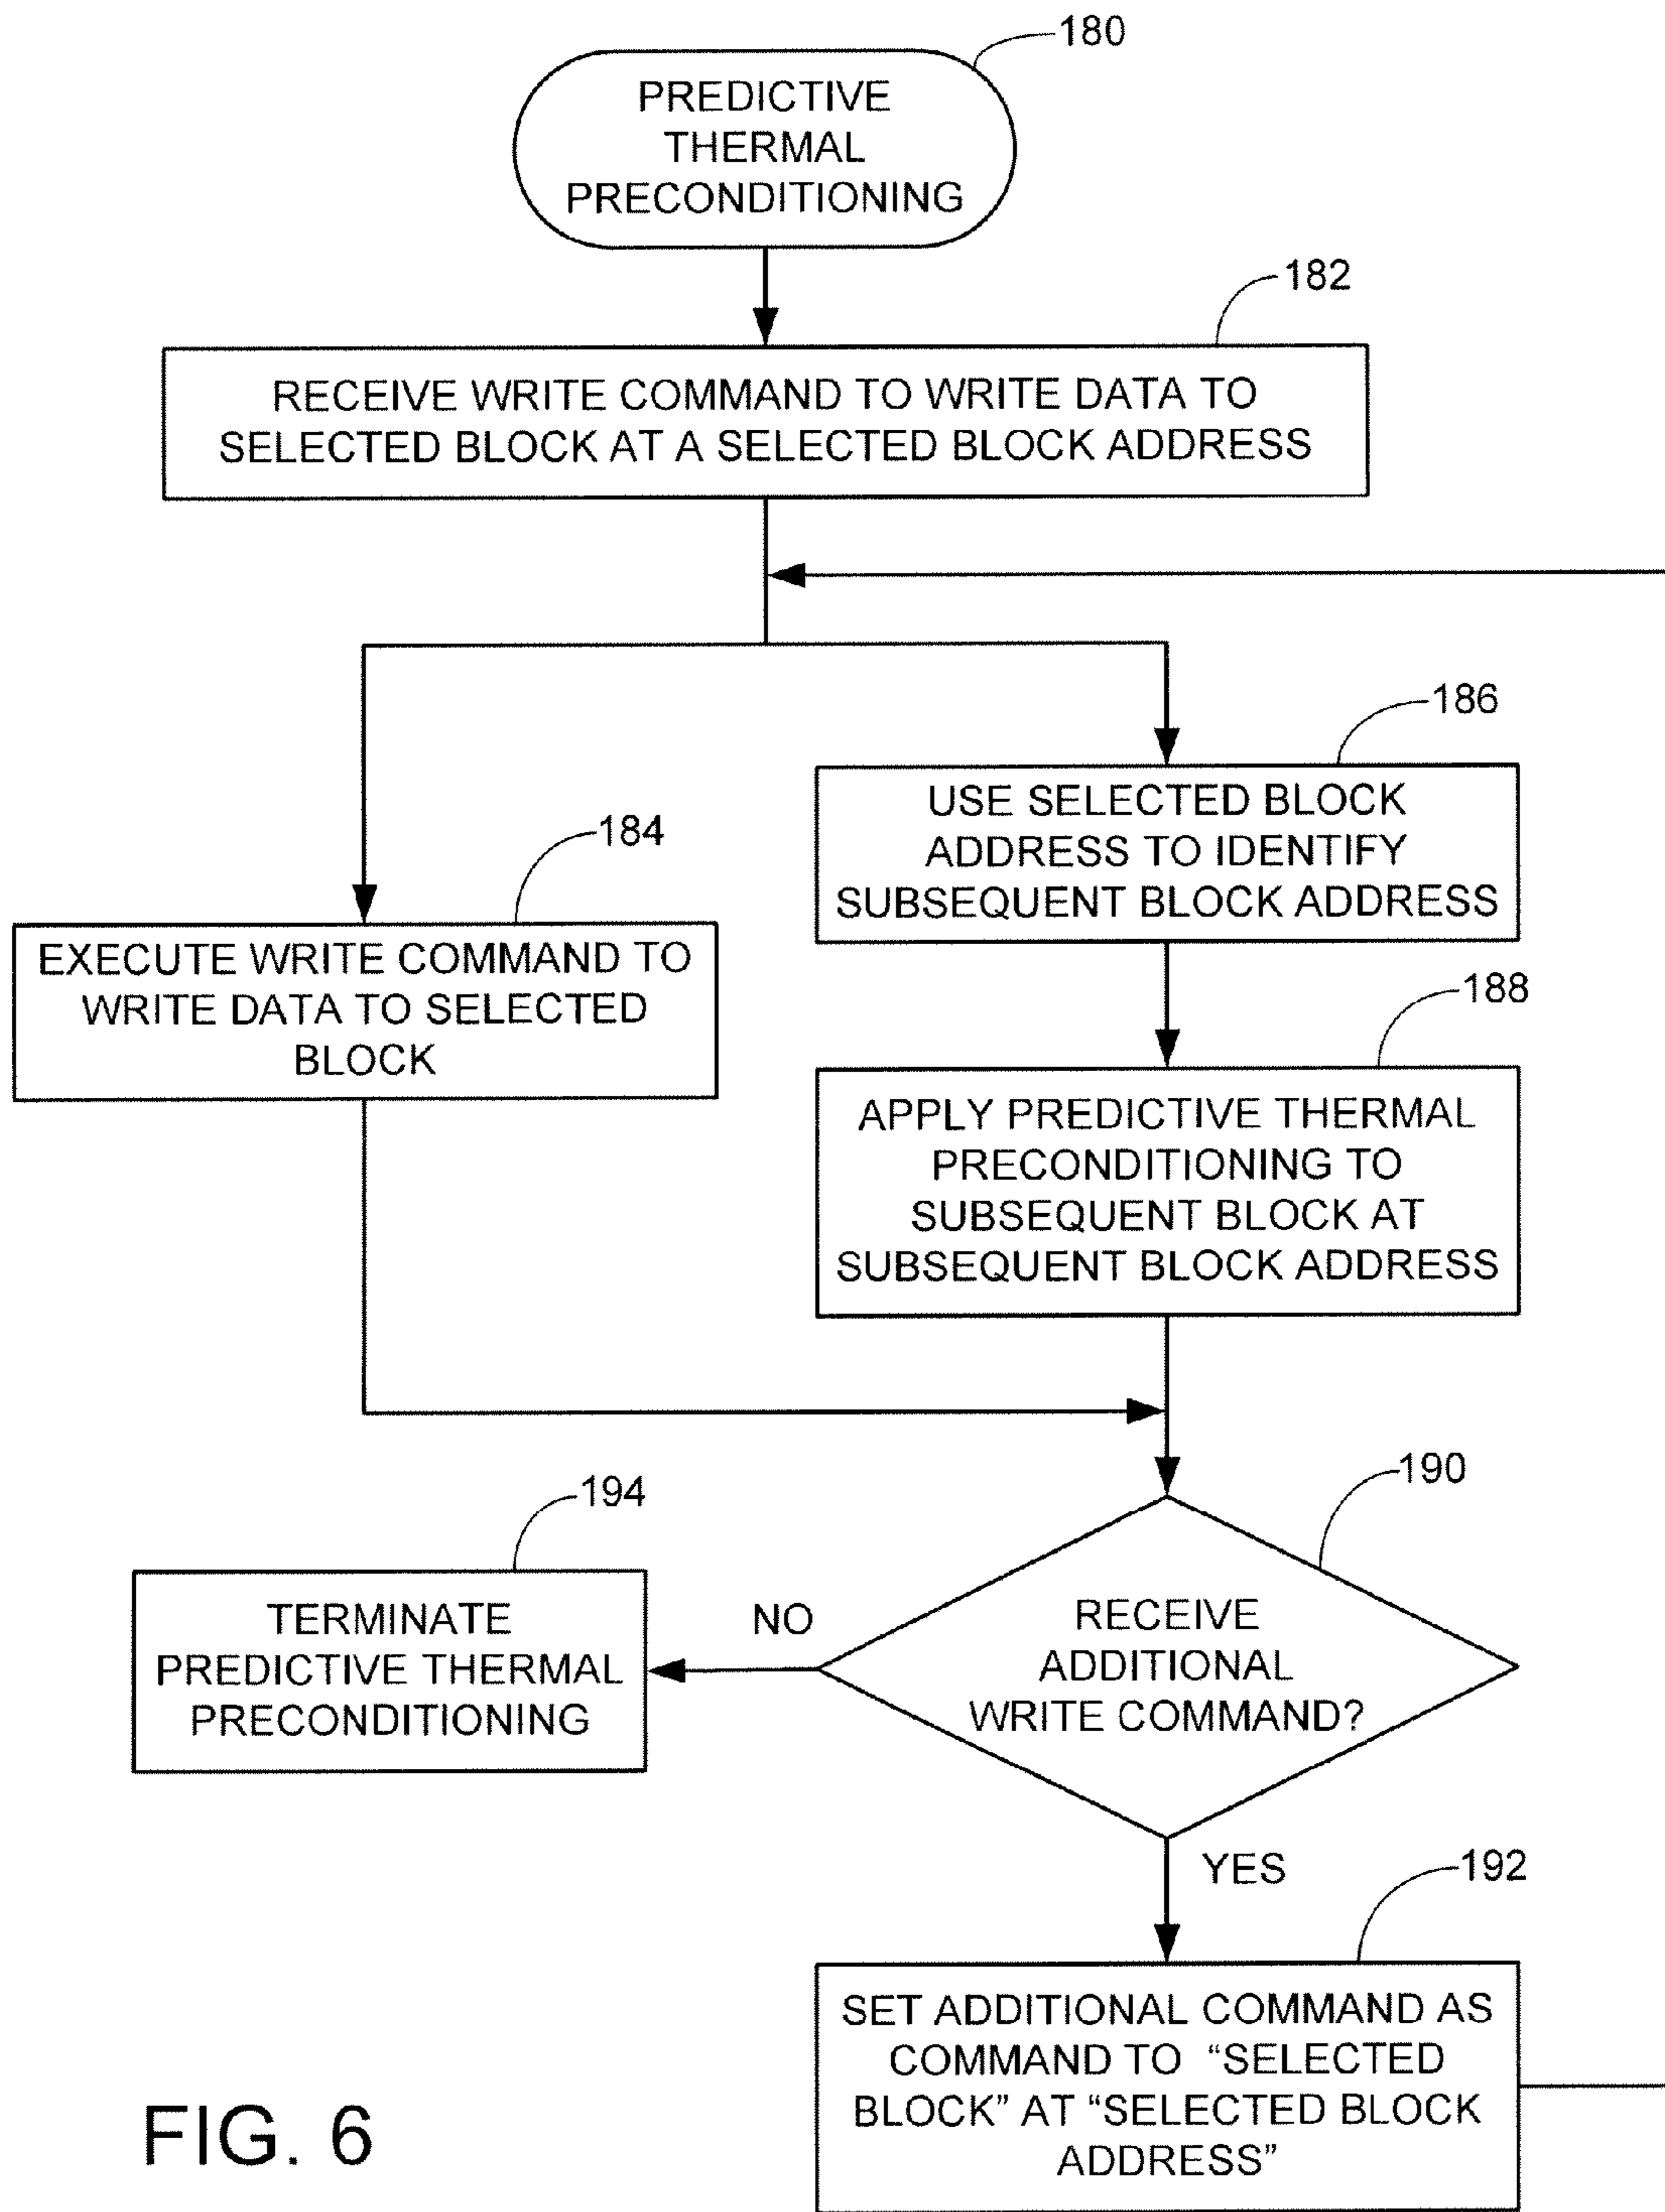 180
PREDICTIVE
THERMAL
PRECONDITIONING
182
RECEIVE WRITE COMMAND TO WRITE DATA TO
SELECTED BLOCK AT A SELECTED BLOCK ADDRESS
186
USE SELECTED BLOCK
ADDRESS TO IDENTIFY
SUBSEQUENT BLOCK ADDRESS
184
EXECUTE WRITE COMMAND TO
WRITE DATA TO SELECTED
BLOCK
188
APPLY PREDICTIVE THERMAL
PRECONDITIONING TO
SUBSEQUENT BLOCK AT
SUBSEQUENT BLOCK ADDRESS
190
RECEIVE
ADDITIONAL
WRITE COMMAND?
NO
194
TERMINATE
PREDICTIVE THERMAL
PRECONDITIONING
YES
192
SET ADDITIONAL COMMAND AS
COMMAND TO “SELECTED
BLOCK” AT “SELECTED BLOCK
ADDRESS”
FIG. 6